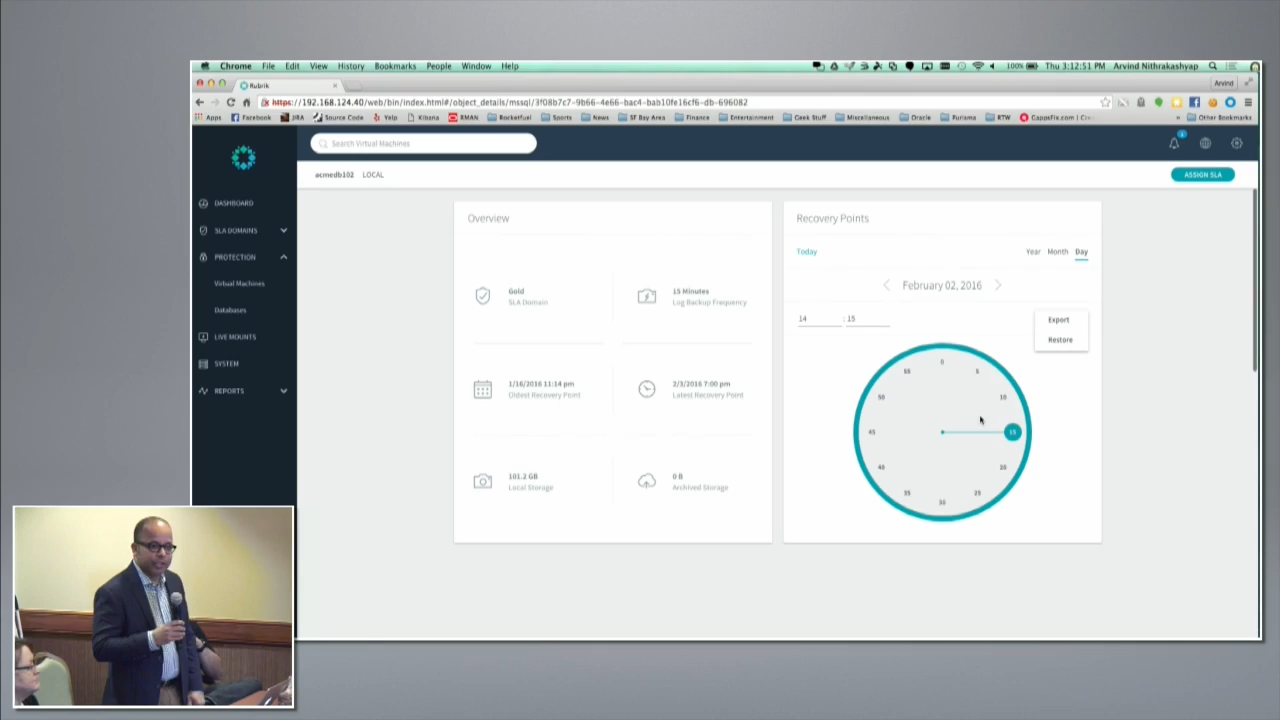 Chrome File Edit View History Bookmarks People Window Help 100% Thu 3:12:51 PM Arvind Nithrakashyap
Rubrik Arvind
https://192.168.124.40/web/bin/index.html#/object_details/mssql/3f08b7c7-9b66-4e66-bac4-bab10fe16cf6-db-696082
Apps Facebook JIRA Source Code Yelp Kibana RMAN Rocketfuel Sports News SF Bay Area Finance Entertainment Geek Stuff Miscellaneous Oracle Purisma RTW Other Bookmarks
Search Virtual Machines
acmedb102 LOCAL ASSIGN SLA
DASHBOARD
SLA DOMAINS
PROTECTION
Virtual Machines
Databases
LIVE MOUNTS
SYSTEM
REPORTS
Overview
Gold
SLA Domain
15 Minutes
Log Backup Frequency
1/16/2016 11:14 pm
Oldest Recovery Point
2/3/2016 7:00 pm
Latest Recovery Point
101.2 GB
Local Storage
0 B
Archived Storage
Recovery Points
Today Year Month Day
February 02, 2016
14 : 15
Export
Restore
0
5
10
15
20
25
30
35
40
45
50
55